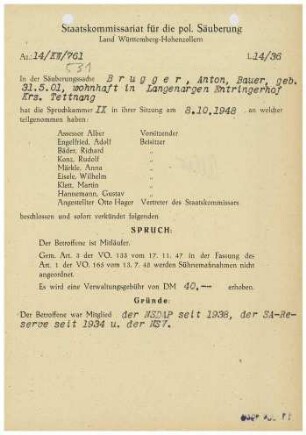 Staatskommissariat für die pol. Säuberung
Land Württemberg-Hohenzollern
Az.: 14/KW/761
L 14/36
531
In der Säuberungssache Brugger, Anton, Bauer, geb.
31.5.01, wohnhaft in Langenargen Entringerhof
Krs. Tettnang
hat die Spruchkammer IX in ihrer Sitzung am 8.10.1948 an welcher
teilgenommen haben:
Assessor Alber Vorsitzender
Engelfried, Adolf Beisitzer
Bader, Richard "
Konz, Rudolf "
Märkle, Anna "
Eisele, Wilhelm "
Klett, Martin "
Hannemann, Gustav "
Angestellter Otto Hager Vertreter des Staatskommissars
beschlossen und sofort verkündet folgenden
SPRUCH:
Der Betroffene ist Mitläufer.
Gem. Art. 3 der VO. 133 vom 17. 11. 47 in der Fassung des
Art. 1 der VO. 165 vom 13. 7. 48 werden Sühnemaßnahmen nicht
angeordnet.
Es wird eine Verwaltungsgebühr von DM 40,-- erhoben.
Gründe:
Der Betroffene war Mitglied der NSDAP seit 1938, der SA-Re-
serve seit 1934 u. der NSV.